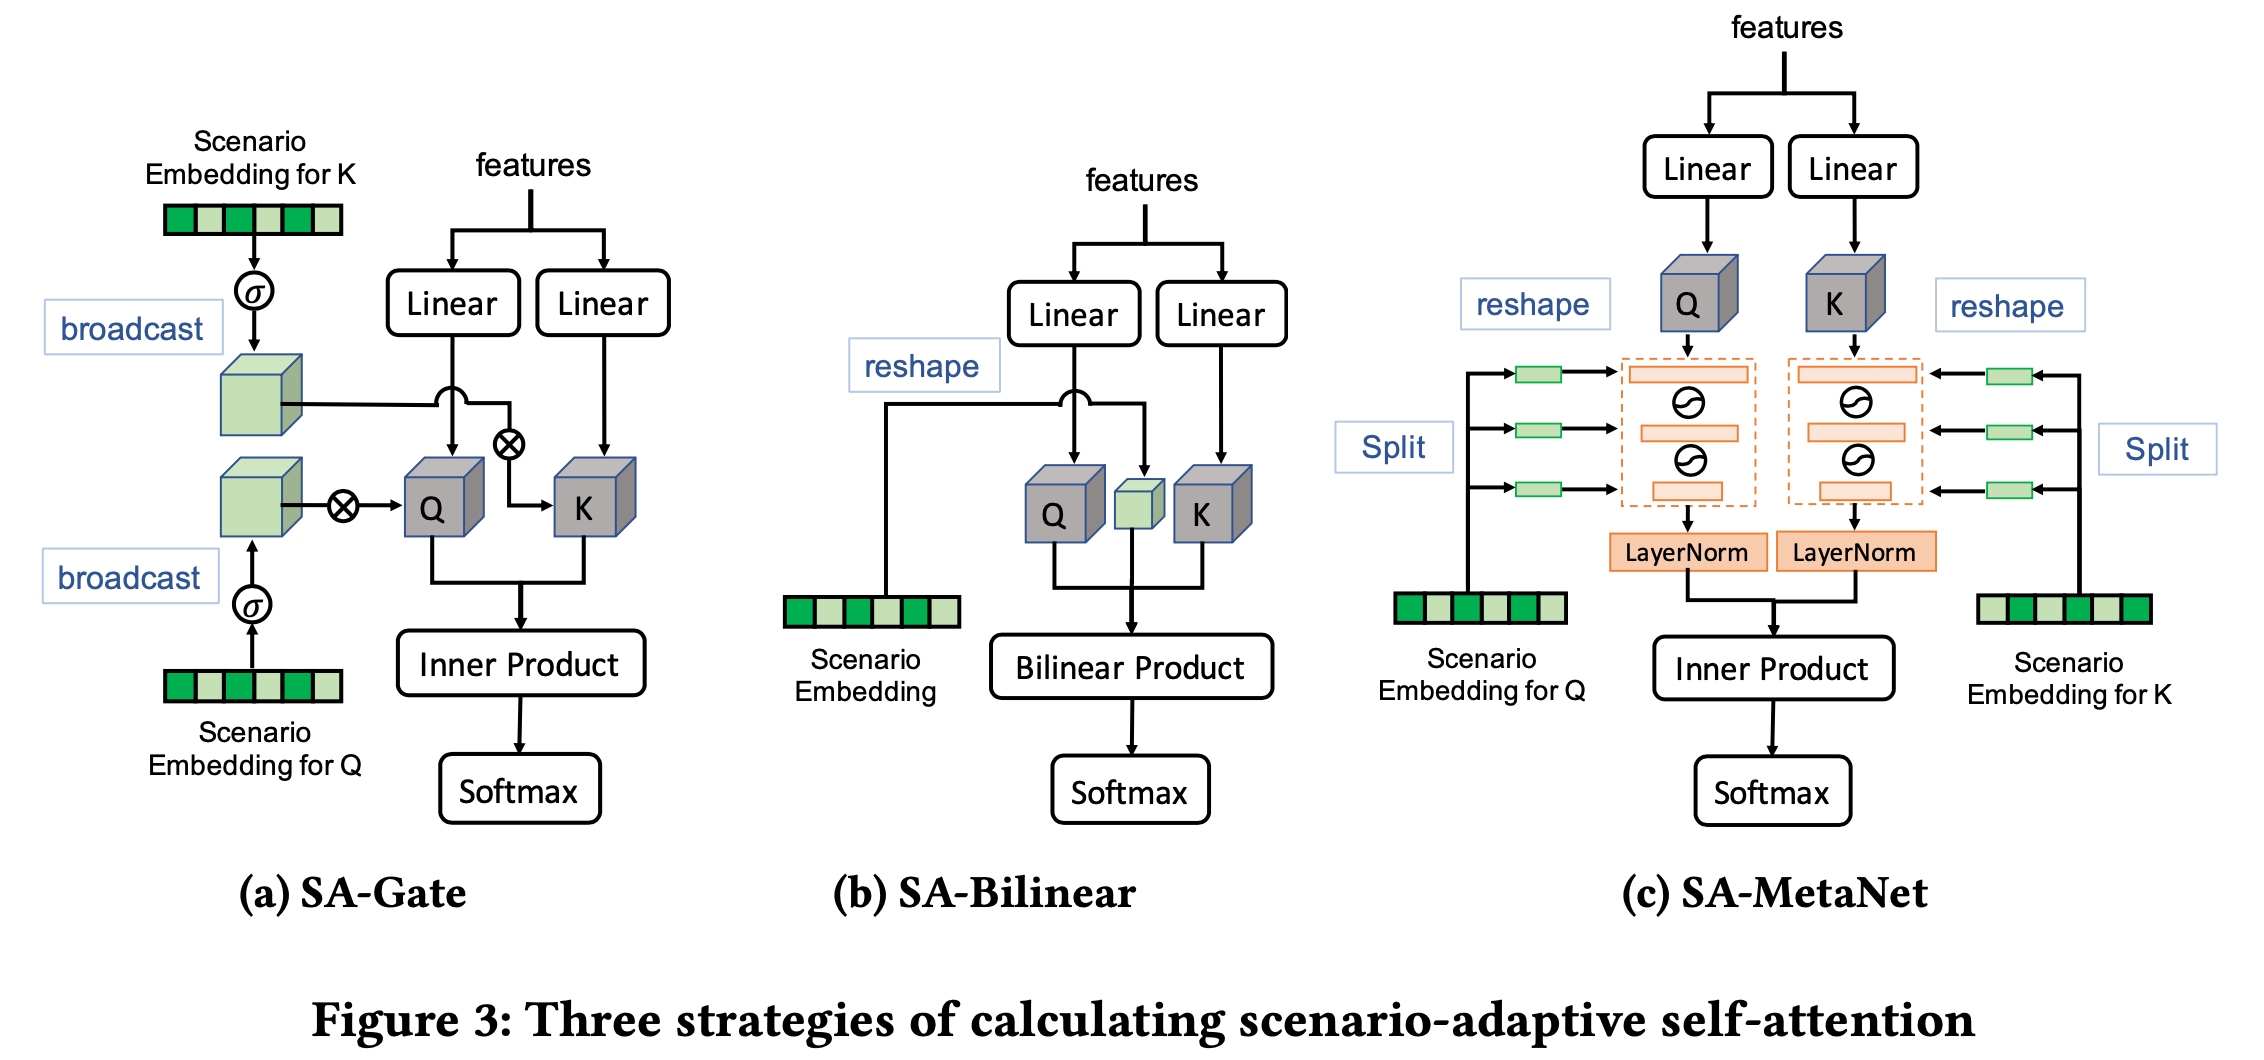 Scenario
Embedding for K
features
σ
broadcast
Linear
Linear
Q
K
broadcast
σ
Scenario
Embedding for Q
Inner Product
Softmax
(a) SA-Gate
features
Linear
Linear
reshape
Q
K
Scenario
Embedding
Bilinear Product
Softmax
(b) SA-Bilinear
features
Linear
Linear
Q
K
reshape
reshape
Split
Split
LayerNorm
LayerNorm
Scenario
Embedding for Q
Scenario
Embedding for K
Inner Product
Softmax
(c) SA-MetaNet
Figure 3: Three strategies of calculating scenario-adaptive self-attention